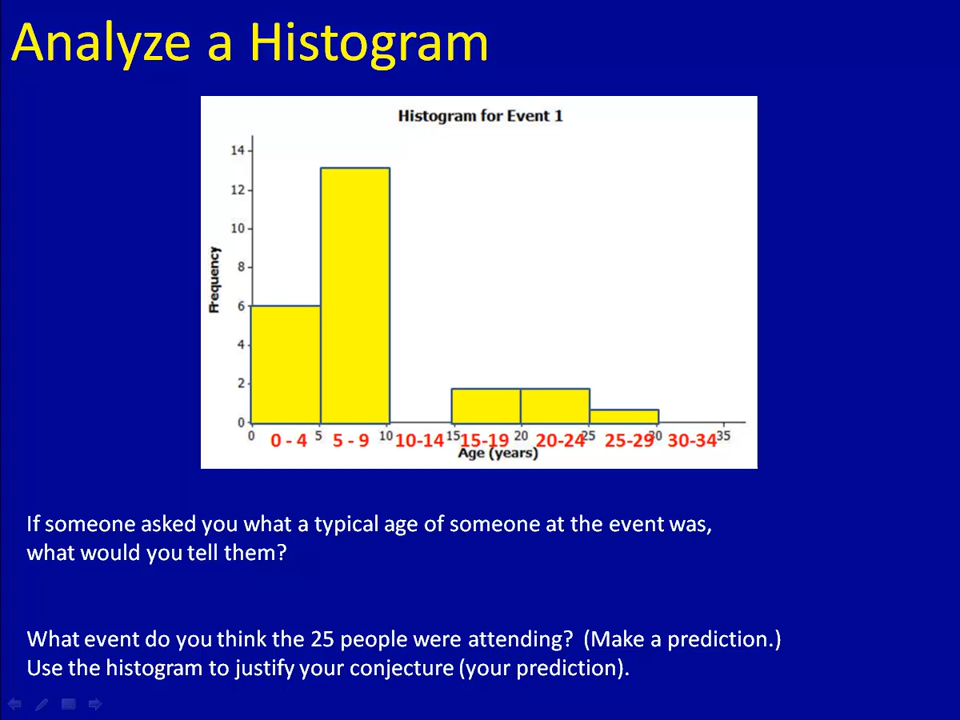 Analyze a Histogram
Histogram for Event 1
14
12
10
8
6
4
2
0
Frequency
0 5 10 15 20 25 30 35
0 - 4 5 - 9 10-14 15-19 20-24 25-29 30-34
Age (years)
If someone asked you what a typical age of someone at the event was,
what would you tell them?
What event do you think the 25 people were attending? (Make a prediction.)
Use the histogram to justify your conjecture (your prediction).